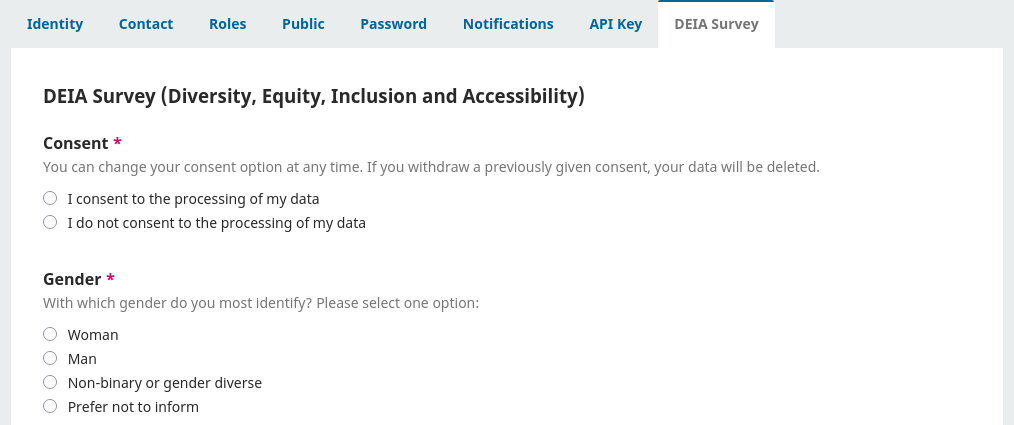 Identity Contact Roles Public Password Notifications API Key DEIA Survey
DEIA Survey (Diversity, Equity, Inclusion and Accessibility)
Consent *
You can change your consent option at any time. If you withdraw a previously given consent, your data will be deleted.
I consent to the processing of my data
I do not consent to the processing of my data
Gender *
With which gender do you most identify? Please select one option:
Woman
Man
Non-binary or gender diverse
Prefer not to inform